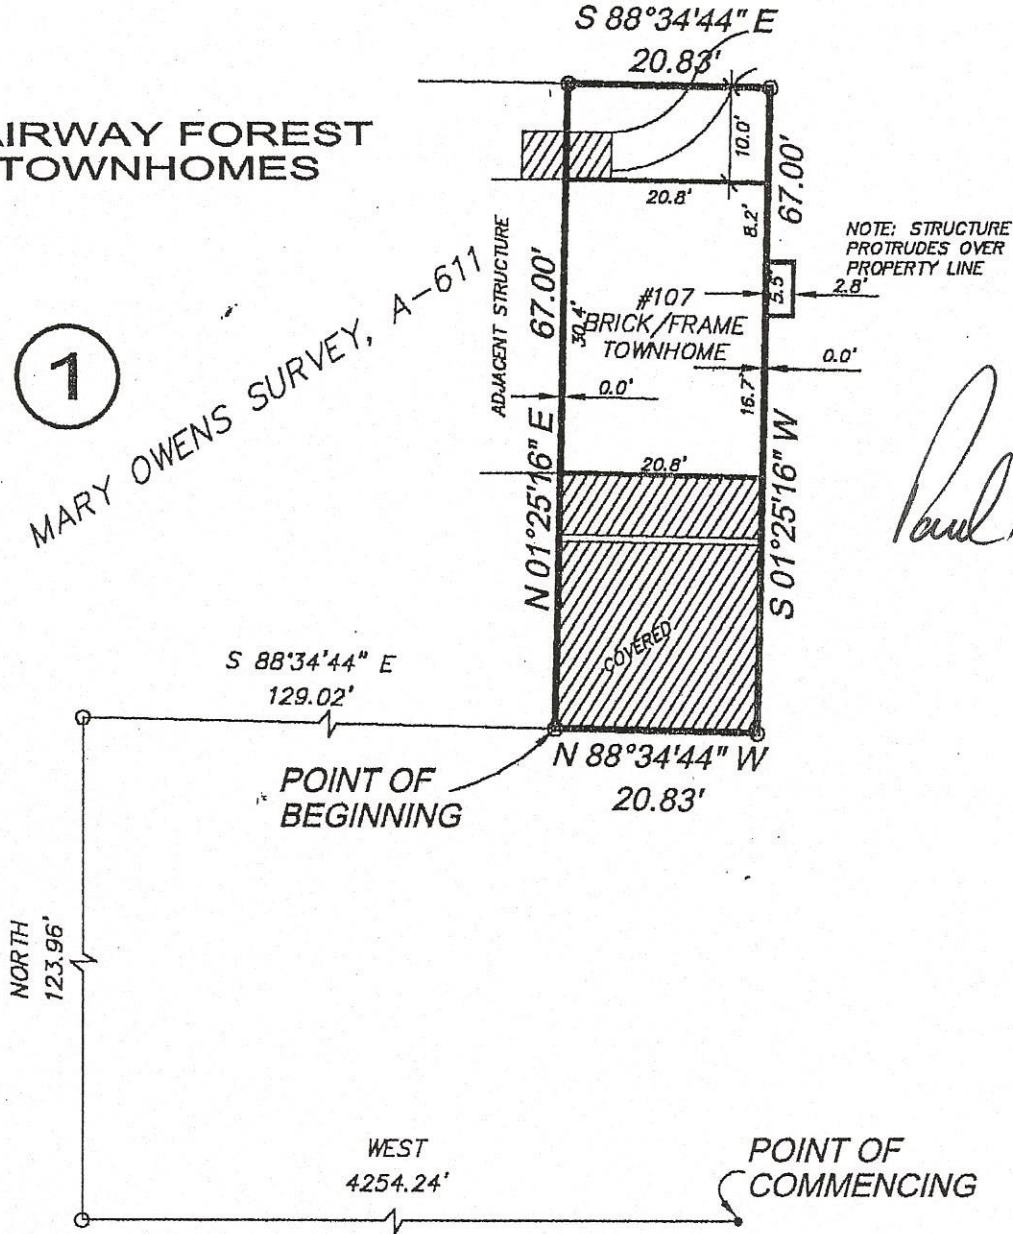 S 88°34'44" E
20.83'
AIRWAY FOREST
TOWNHOMES
10.0'
67.00'
20.8'
8.2'
NOTE: STRUCTURE
PROTRUDES OVER
PROPERTY LINE
ADJACENT STRUCTURE
67.00'
30.4'
#107
BRICK/FRAME
TOWNHOME
5.5'
2.8'
1
MARY OWENS SURVEY, A-611
0.0'
0.0'
16.7'
N 01°25'16" E
S 01°25'16" W
20.8'
Paul
COVERED
S 88°34'44" E
129.02'
N 88°34'44" W
20.83'
POINT OF
BEGINNING
NORTH
123.96'
WEST
4254.24'
POINT OF
COMMENCING